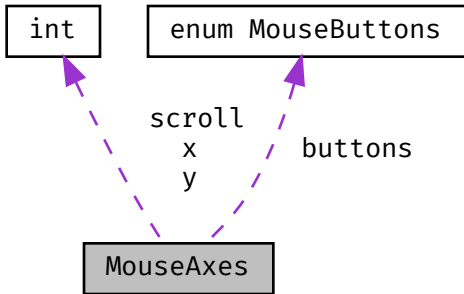 int
enum MouseButtons
scroll
x
y
buttons
MouseAxes